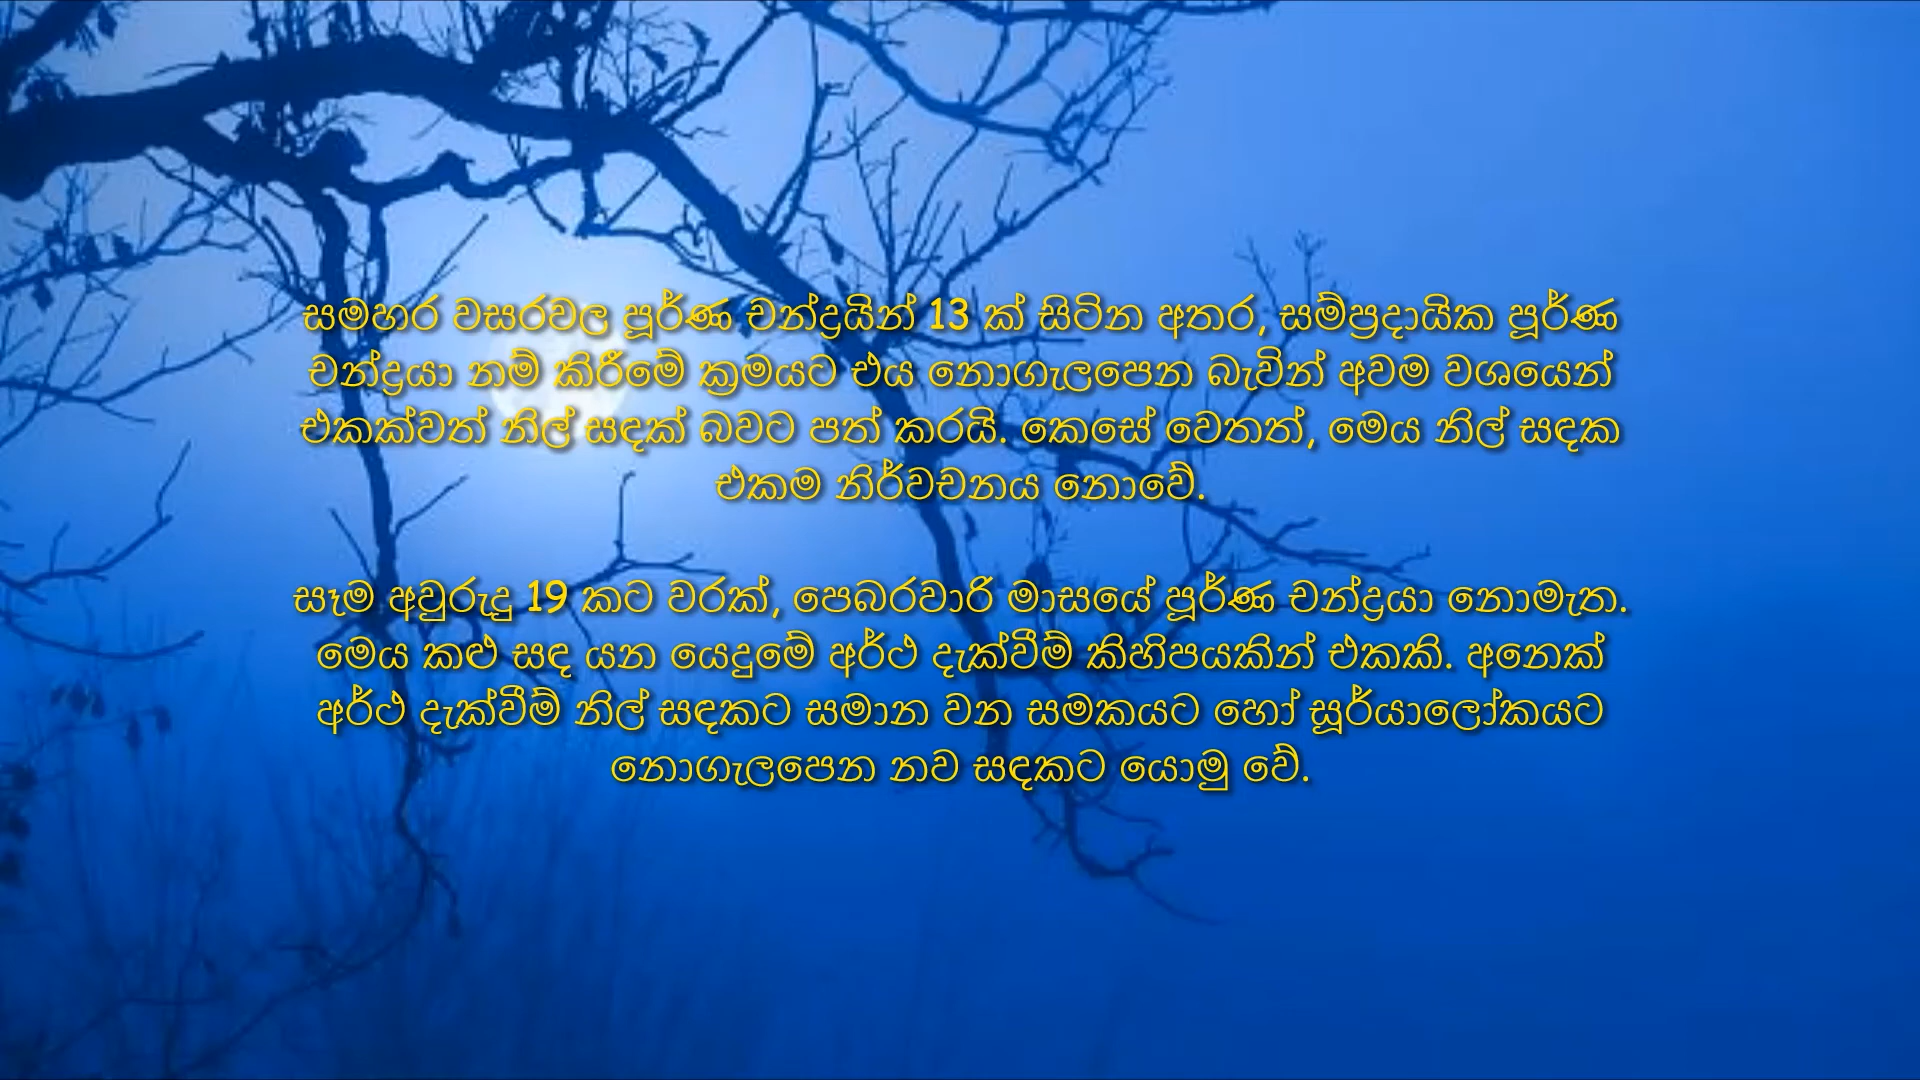 සමහර වසරවල පූර්ණ චන්ද්‍රයින් 13 ක් සිටින අතර, සම්ප්‍රදායික පූර්ණ
චන්ද්‍රයා නම් කිරීමේ ක්‍රමයට එය නොගැලපෙන බැවින් අවම වශයෙන්
එකක්වත් නිල් සඳක් බවට පත් කරයි. කෙසේ වෙතත්, මෙය නිල් සඳක
එකම නිර්වචනය නොවේ.
සෑම අවුරුදු 19 කට වරක්, පෙබරවාරි මාසයේ පූර්ණ චන්ද්‍රයා නොමැත.
මෙය කළු සඳ යන යෙදුමේ අර්ථ දැක්වීම් කිහිපයකින් එකකි. අනෙක්
අර්ථ දැක්වීම් නිල් සඳකට සමාන වන සමකයට හෝ සූර්යාලෝකයට
නොගැලපෙන නව සඳකට යොමු වේ.